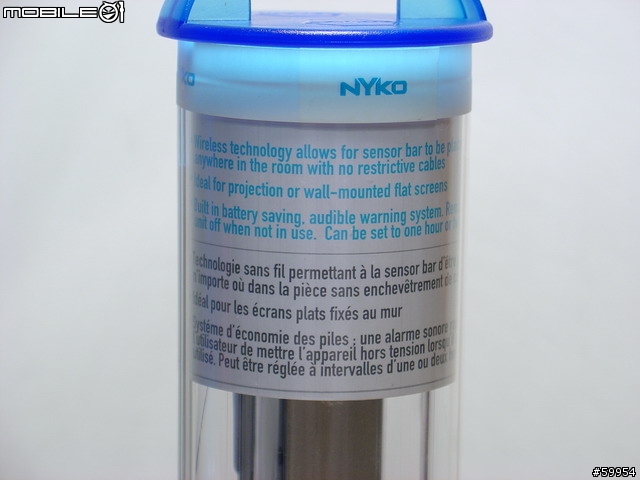 MOBILE01
NYKO
Wireless technology allows for sensor bar to be
anywhere in the room with no restrictive cables
Ideal for projection or wall-mounted flat screens
Built in battery saving, audible warning system.
unit off when not in use. Can be set to one hour or
Technologie sans fil permettant à la sensor bar
n'importe où dans la pièce sans enchevêtrement de
Idéal pour les écrans plats fixés au mur
Système d'économie des piles : une alarme sonore
l'utilisateur de mettre l'appareil hors tension lorsqu
utilisé. Peut être réglée à intervalles d'une ou deux
#59954